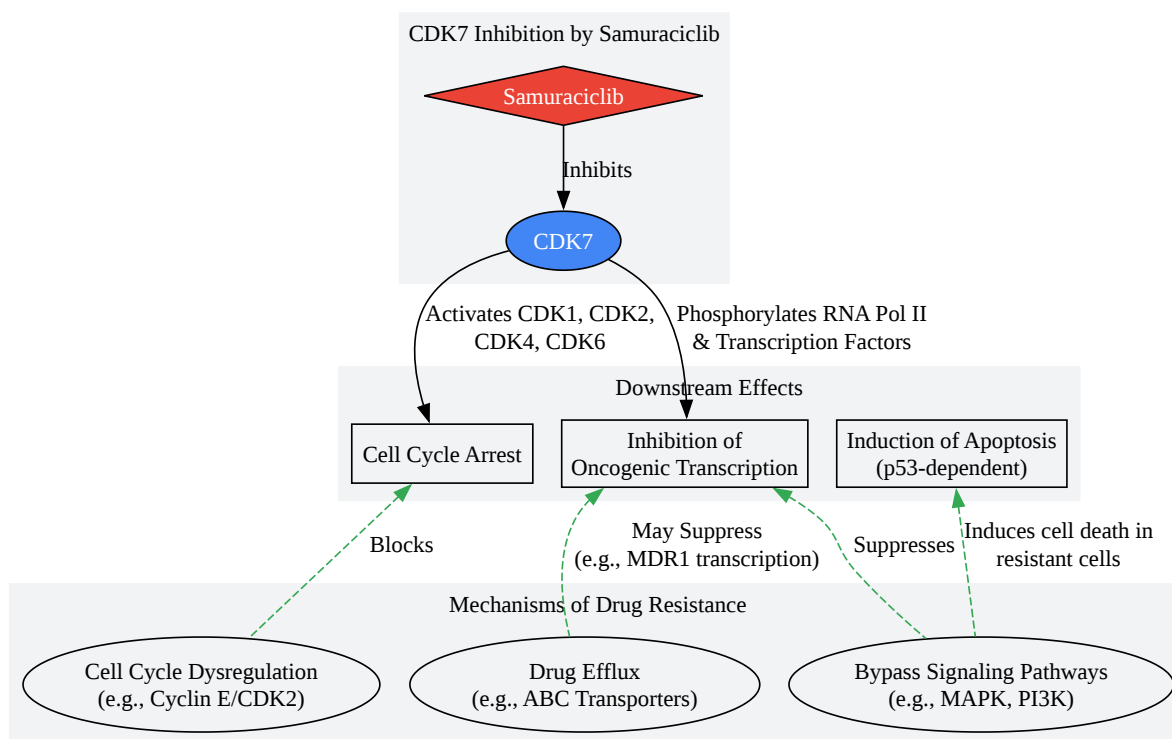 CDK7 Inhibition by Samuraciclib
Samuraciclib
Inhibits
CDK7
Activates CDK1, CDK2,
CDK4, CDK6
Phosphorylates RNA Pol II
& Transcription Factors
Downstream Effects
Cell Cycle Arrest
Inhibition of
Oncogenic Transcription
Induction of Apoptosis
(p53-dependent)
Blocks
May Suppress
(e.g., MDR1 transcription)
Suppresses
Induces cell death in
resistant cells
Mechanisms of Drug Resistance
Cell Cycle Dysregulation
(e.g., Cyclin E/CDK2)
Drug Efflux
(e.g., ABC Transporters)
Bypass Signaling Pathways
(e.g., MAPK, PI3K)